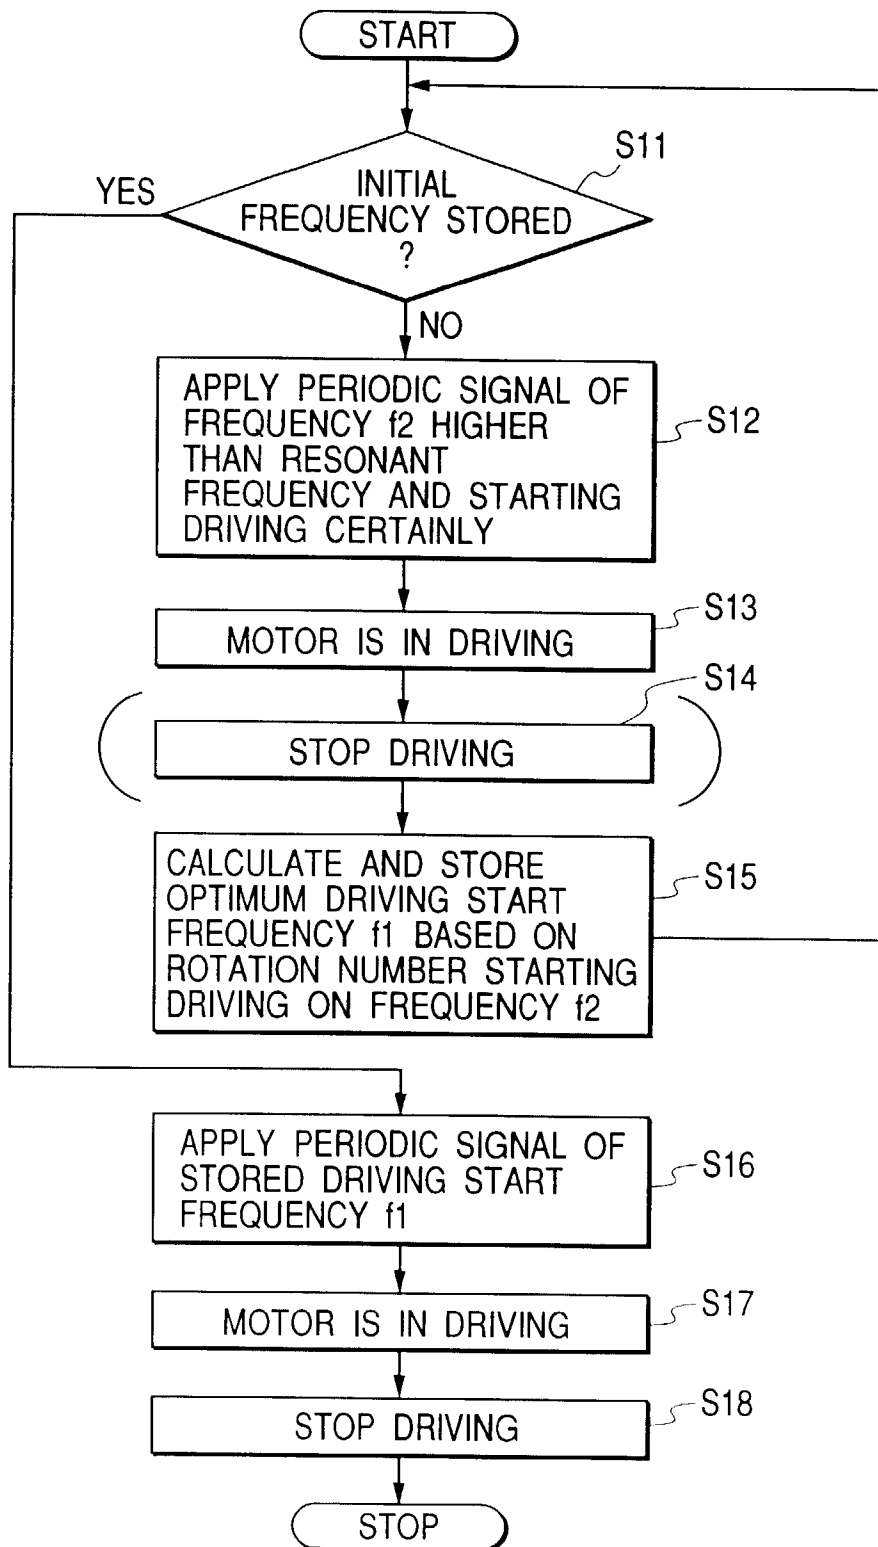 START
S11
YES
INITIAL
FREQUENCY STORED
?
NO
APPLY PERIODIC SIGNAL OF
FREQUENCY f2 HIGHER
THAN RESONANT
FREQUENCY AND STARTING
DRIVING CERTAINLY
S12
MOTOR IS IN DRIVING
S13
STOP DRIVING
S14
CALCULATE AND STORE
OPTIMUM DRIVING START
FREQUENCY f1 BASED ON
ROTATION NUMBER STARTING
DRIVING ON FREQUENCY f2
S15
APPLY PERIODIC SIGNAL OF
STORED DRIVING START
FREQUENCY f1
S16
MOTOR IS IN DRIVING
S17
STOP DRIVING
S18
STOP